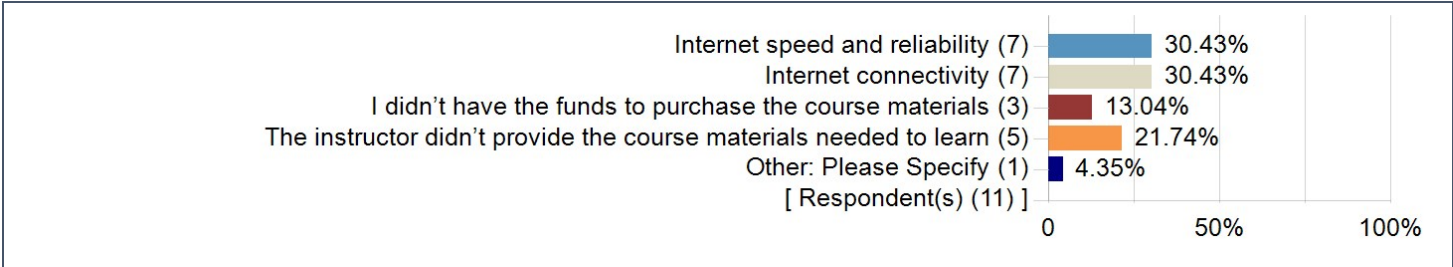 Internet speed and reliability (7) 30.43%
Internet connectivity (7) 30.43%
I didn’t have the funds to purchase the course materials (3) 13.04%
The instructor didn’t provide the course materials needed to learn (5) 21.74%
Other: Please Specify (1) 4.35%
[ Respondent(s) (11) ]
0 50% 100%